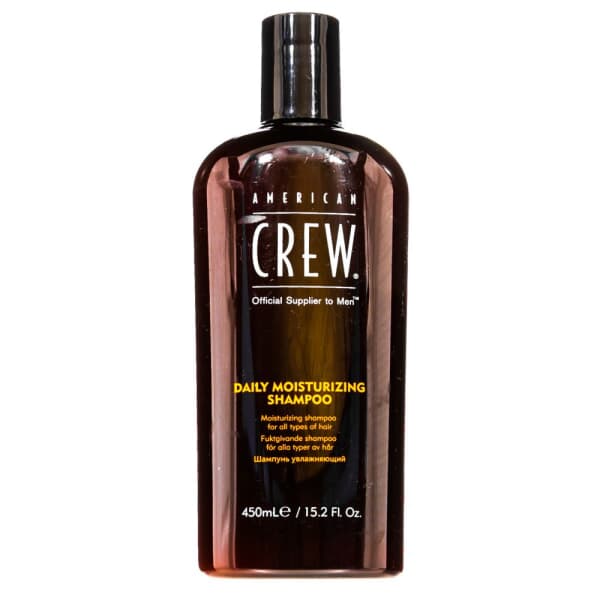 AMERICAN
CREW®
Official Supplier to Men™
DAILY MOISTURIZING
SHAMPOO
Moisturizing shampoo
for all types of hair
Fuktgivande shampoo
för alla typer av hår
Шампунь увлажняющий
450mL℮ / 15.2 Fl. Oz.